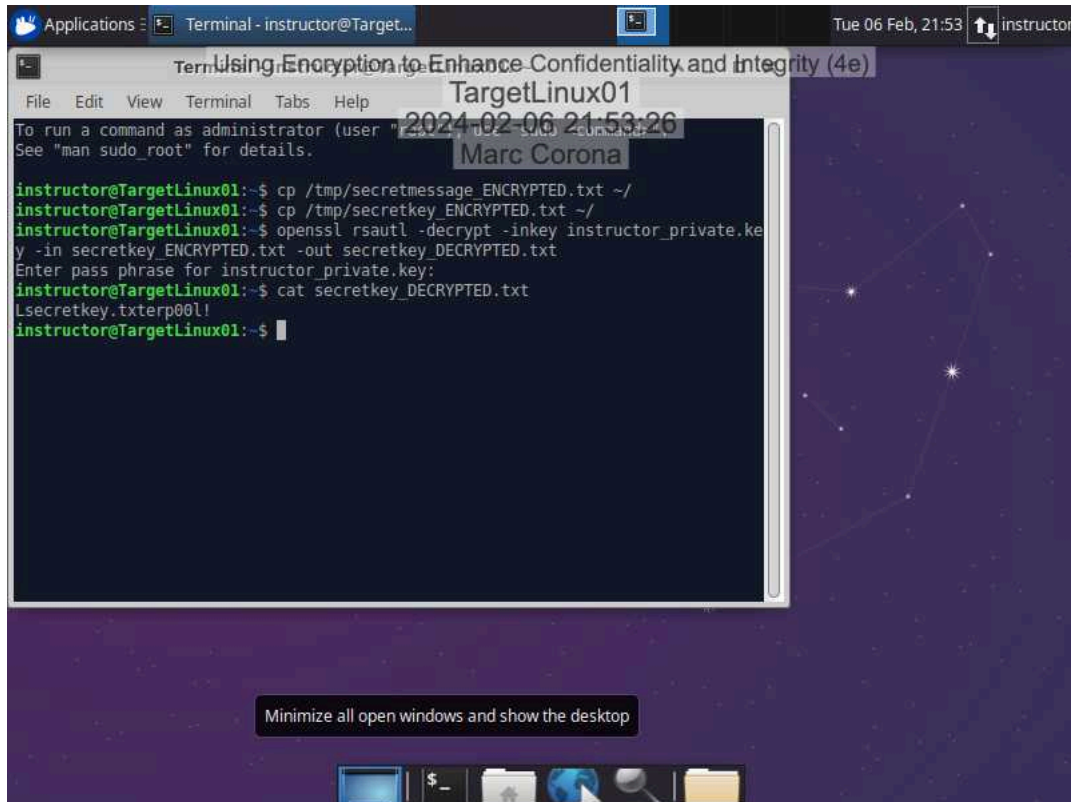 Applications
Terminal - instructor@Target...
Tue 06 Feb, 21:53
instructor
Using Encryption to Enhance Confidentiality and Integrity (4e)
TargetLinux01
2024-02-06 21:53:26
Marc Corona
File Edit View Terminal Tabs Help
To run a command as administrator (user "root"), use "sudo <command>".
See "man sudo_root" for details.
instructor@TargetLinux01:~$ cp /tmp/secretmessage_ENCRYPTED.txt ~/
instructor@TargetLinux01:~$ cp /tmp/secretkey_ENCRYPTED.txt ~/
instructor@TargetLinux01:~$ openssl rsautl -decrypt -inkey instructor_private.ke
y -in secretkey_ENCRYPTED.txt -out secretkey_DECRYPTED.txt
Enter pass phrase for instructor_private.key:
instructor@TargetLinux01:~$ cat secretkey_DECRYPTED.txt
Lsecretkey.txterp00l!
instructor@TargetLinux01:~$
Minimize all open windows and show the desktop
$_